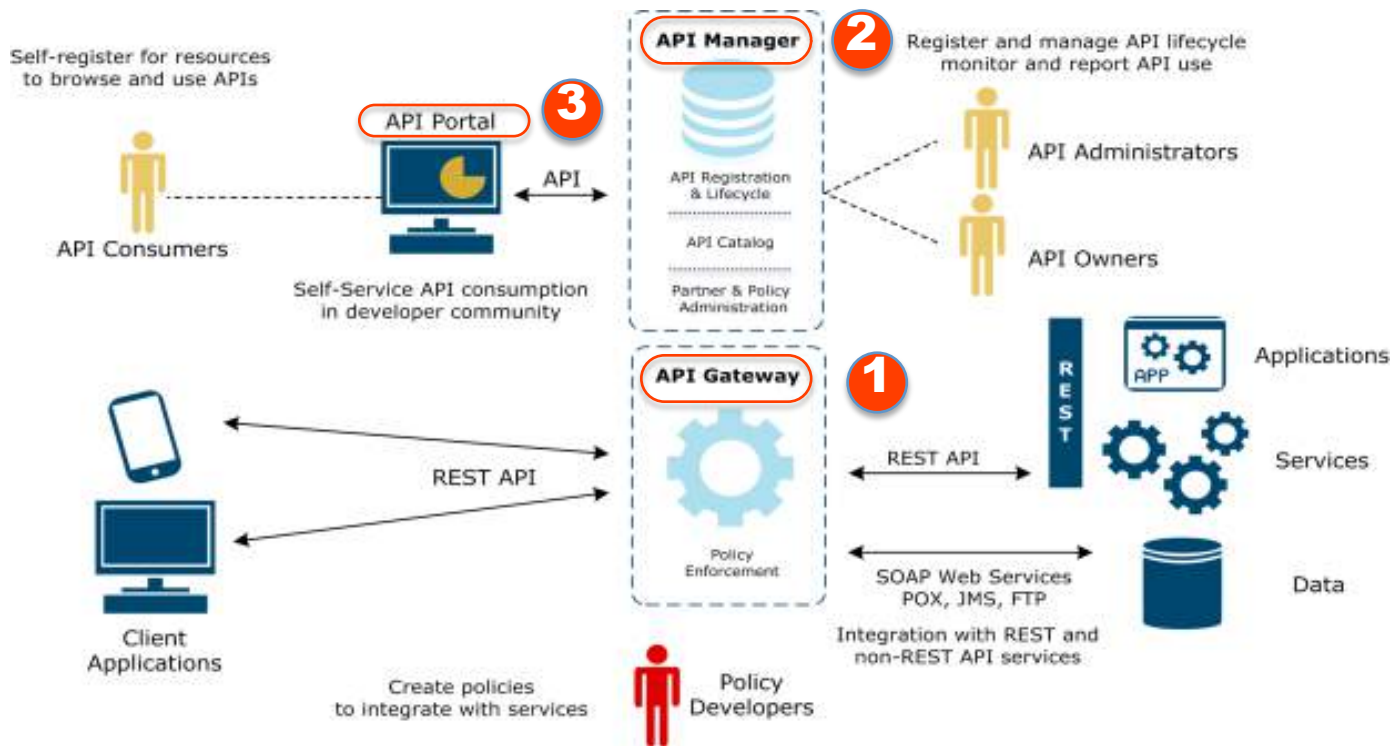 Self-register for resources
to browse and use APIs
API Consumers
API Portal
3
API
Self-Service API consumption
in developer community
API Manager
2
API Registration
& Lifecycle
API Catalog
Partner & Policy
Administration
Register and manage API lifecycle
monitor and report API use
API Administrators
API Owners
API Gateway
1
Policy
Enforcement
REST API
Client
Applications
REST API
REST
APP
Applications
Services
Data
SOAP Web Services
POX, JMS, FTP
Integration with REST and
non-REST API services
Create policies
to integrate with services
Policy
Developers